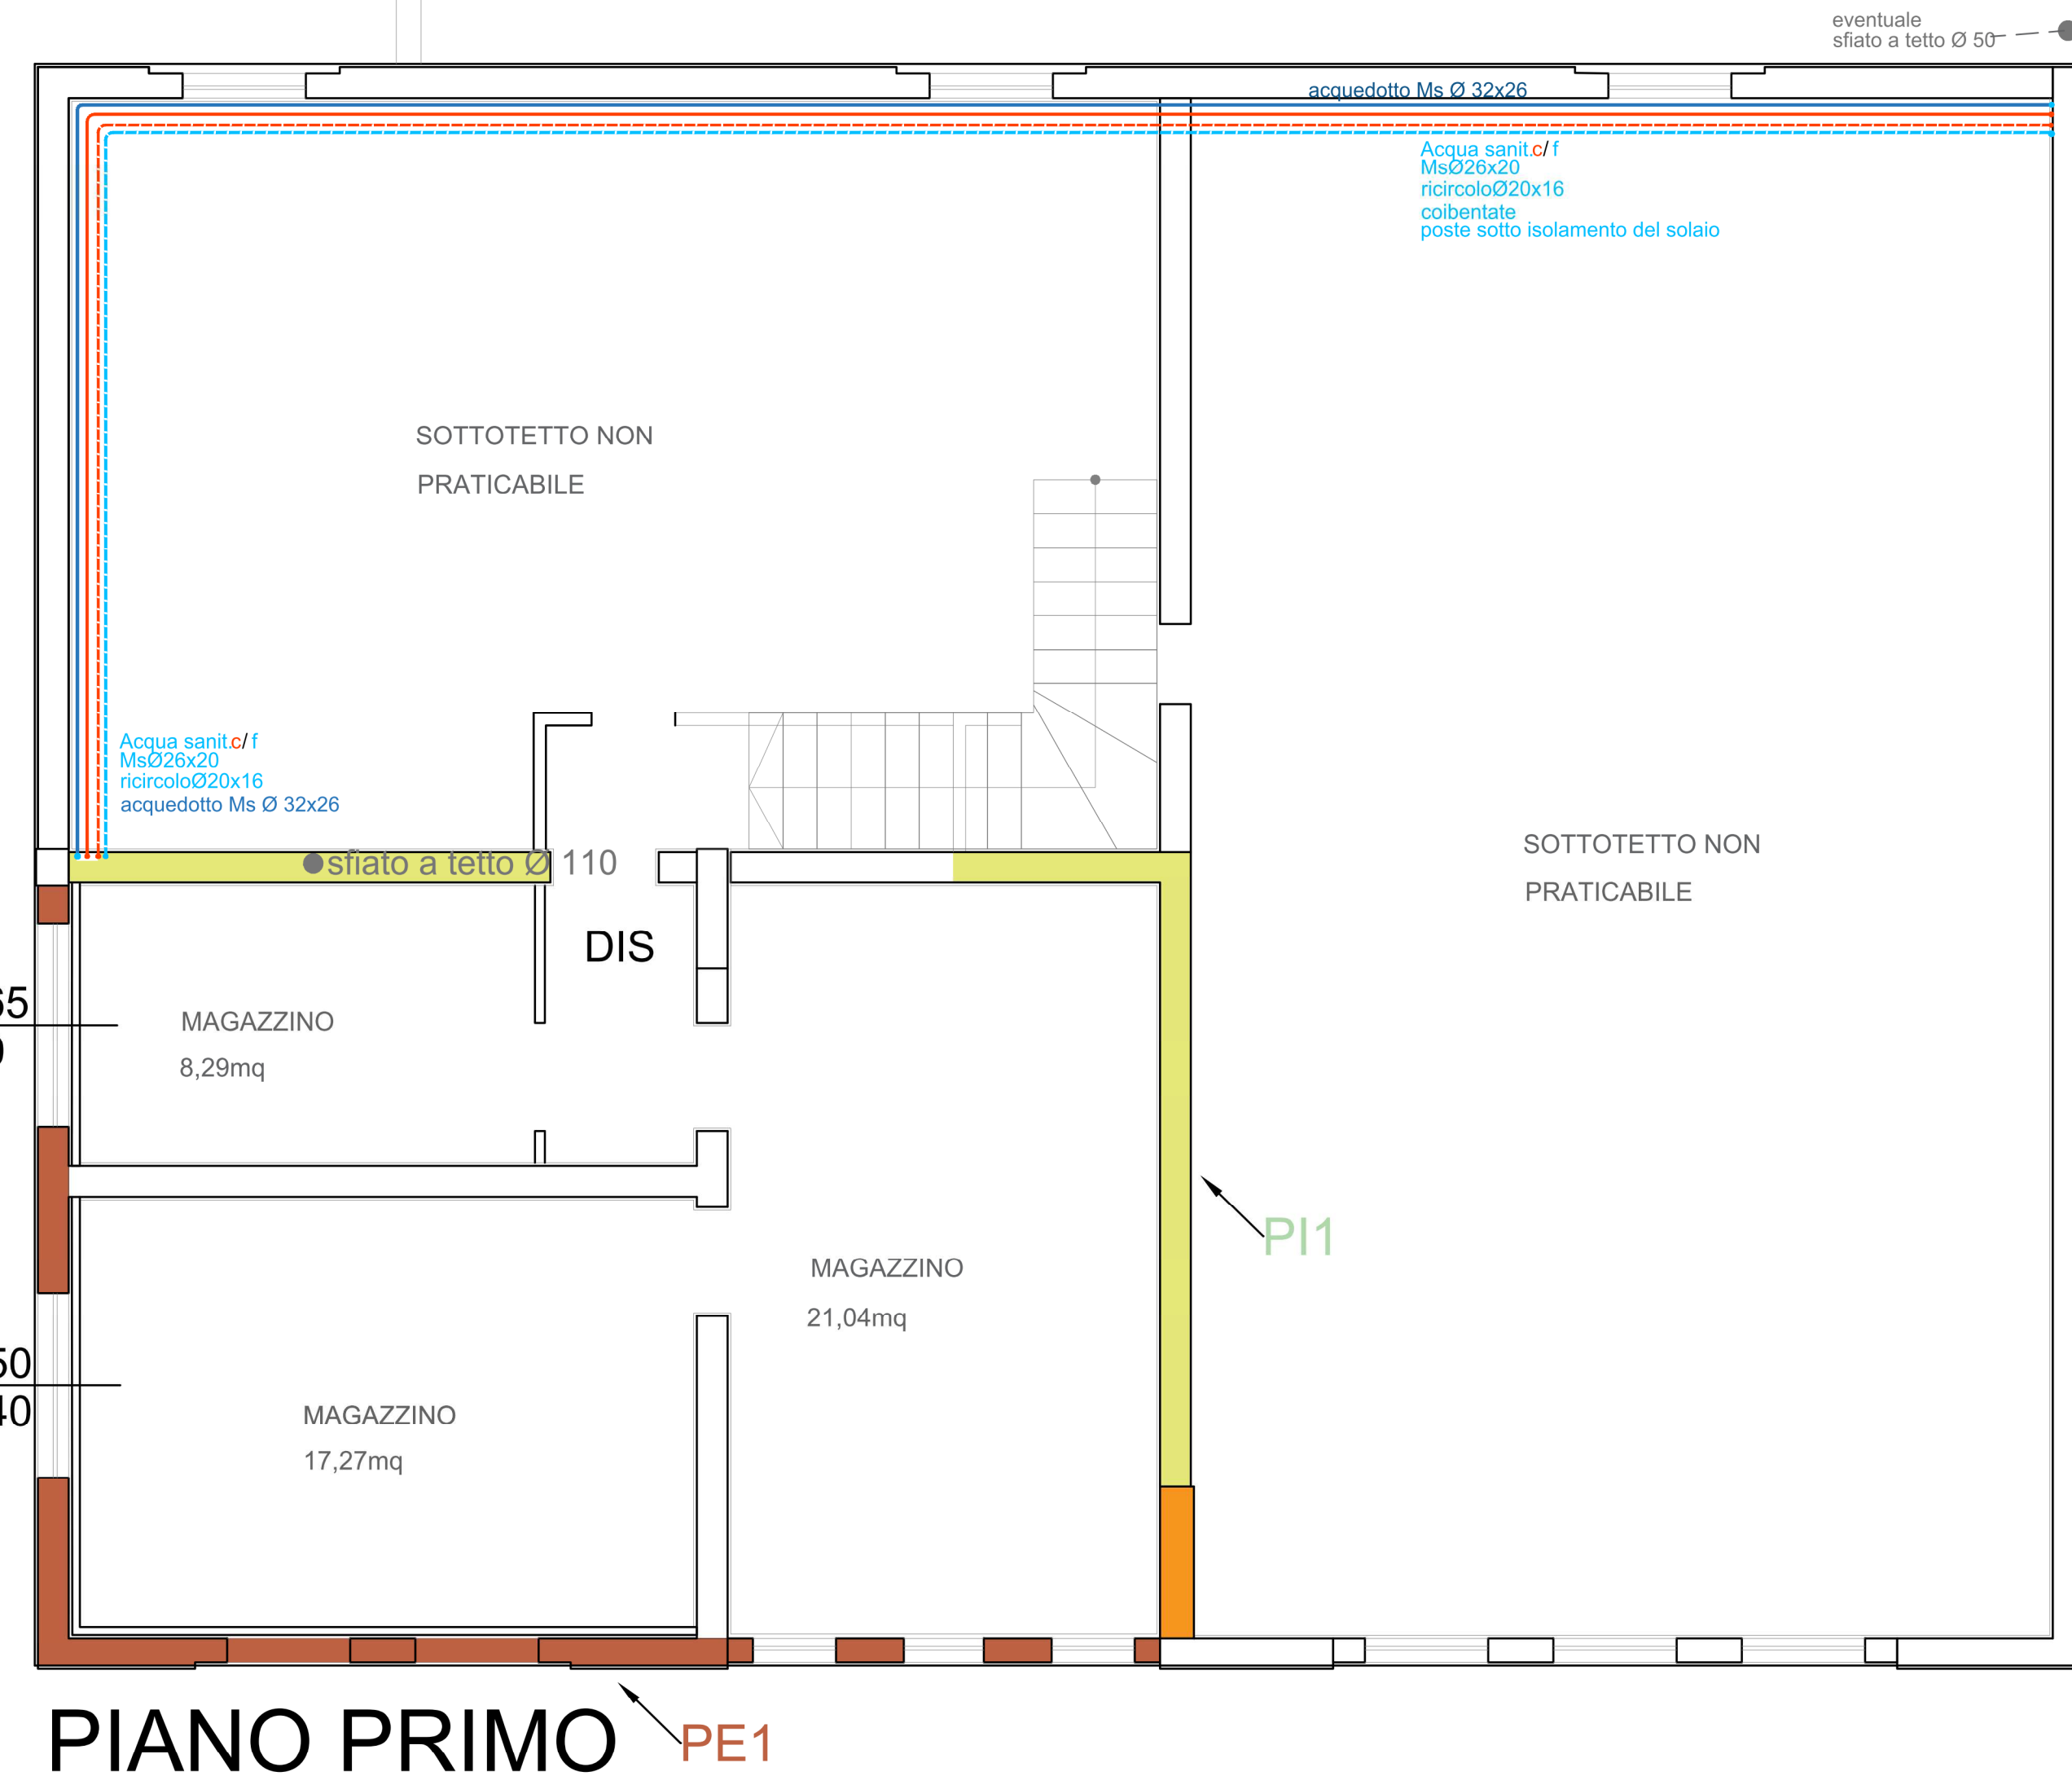 eventuale
sfiato a tetto Ø 50
acquedotto Ms Ø 32x26
Acqua sanit.c/ f
MsØ26x20
ricircoloØ20x16
coibentate
poste sotto isolamento del solaio
SOTTOTETTO NON
PRATICABILE
Acqua sanit.c/ f
MsØ26x20
ricircoloØ20x16
acquedotto Ms Ø 32x26
sfiato a tetto Ø 110
SOTTOTETTO NON
PRATICABILE
DIS
MAGAZZINO
8,29mq
PI1
MAGAZZINO
21,04mq
50
40
MAGAZZINO
17,27mq
PIANO PRIMO
PE1